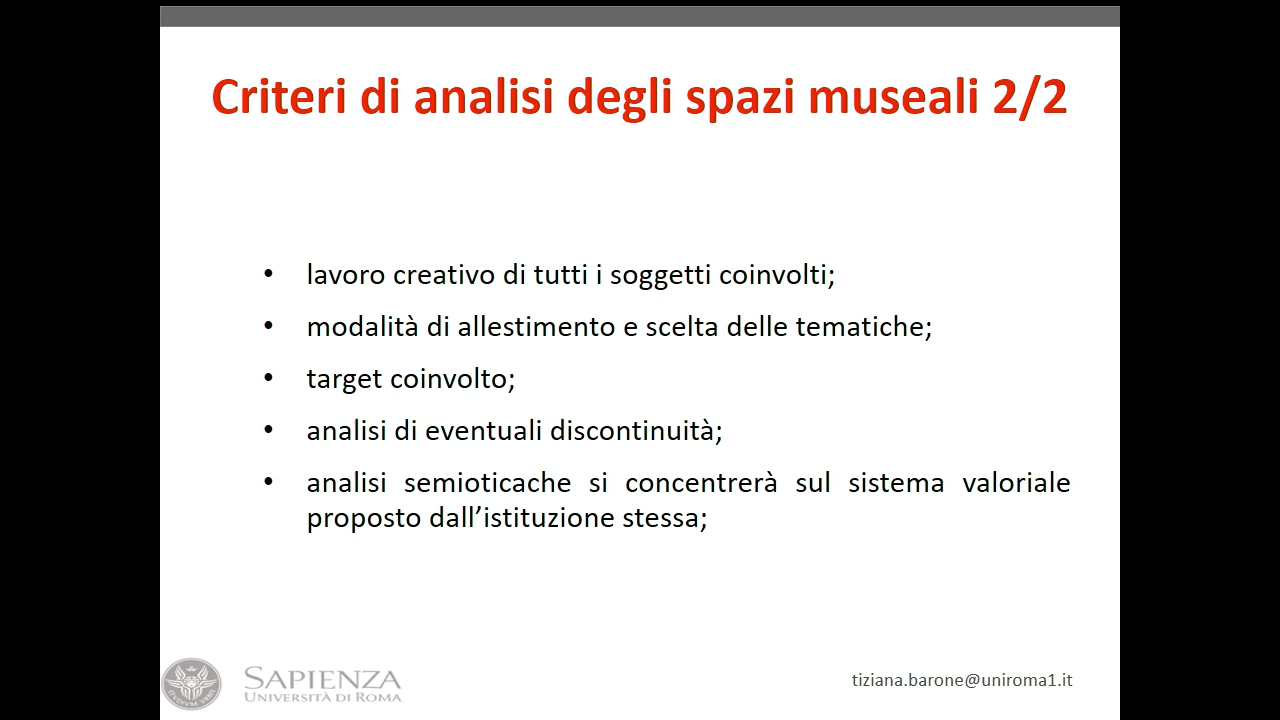 Criteri di analisi degli spazi museali 2/2
• lavoro creativo di tutti i soggetti coinvolti;
• modalità di allestimento e scelta delle tematiche;
• target coinvolto;
• analisi di eventuali discontinuità;
• analisi semioticache si concentrerà sul sistema valoriale
proposto dall’istituzione stessa;
SAPIENZA
UNIVERSITÀ DI ROMA
tiziana.barone@uniroma1.it